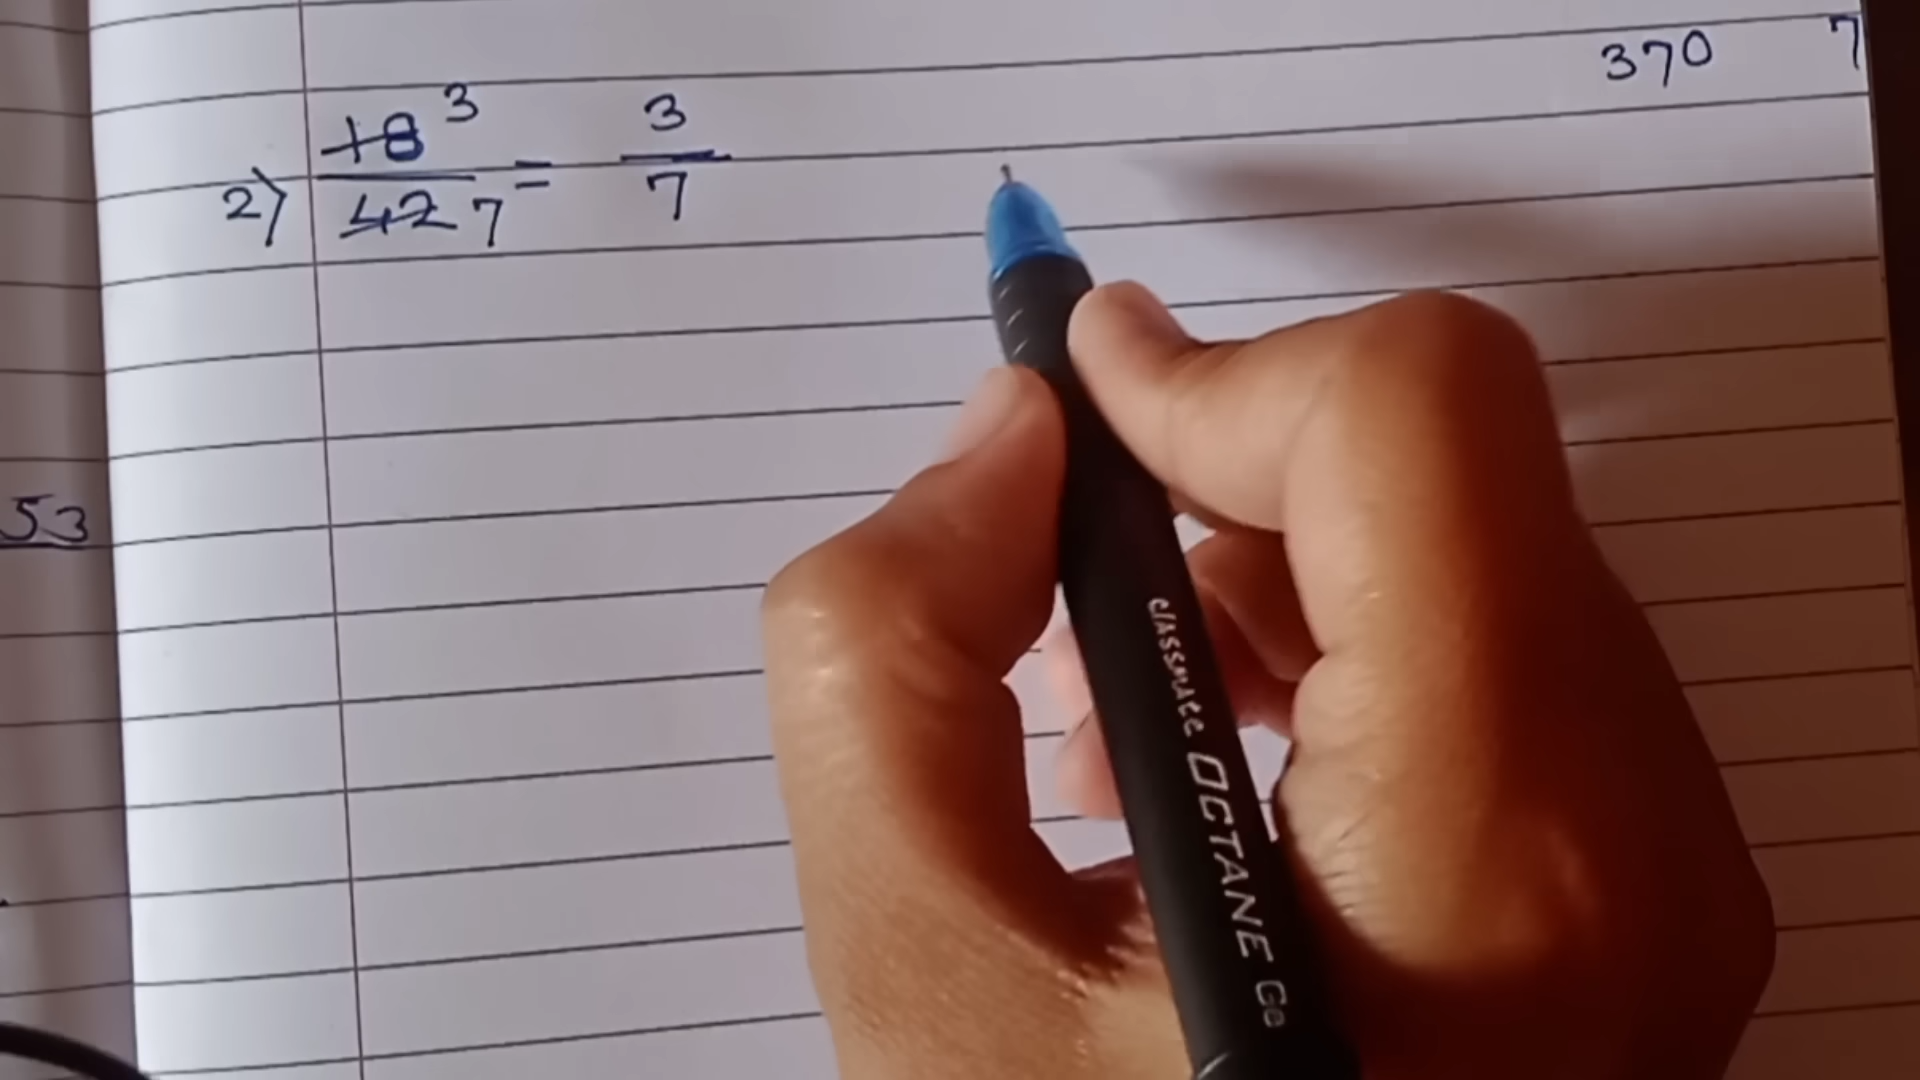 370 7
18 3 3
2) — = —
42 7 7
53
classmate OCTANE Ge